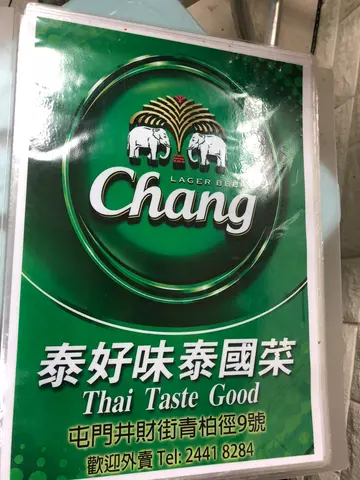 LAGER BEER
Chang
泰好味泰國菜
Thai Taste Good
屯門井財街青柏徑9號
歡迎外賣 Tel: 2441 8284